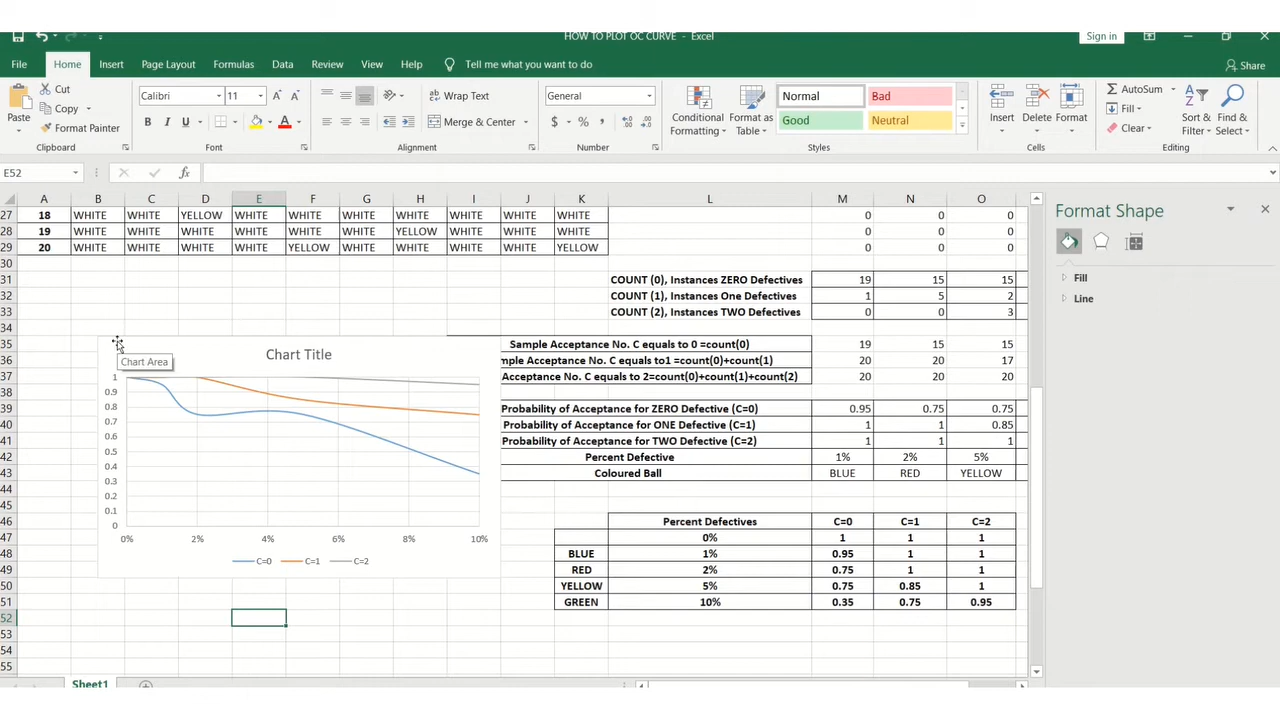 HOW TO PLOT OC CURVE - Excel
Sign in
File Home Insert Page Layout Formulas Data Review View Help Tell me what you want to do Share
Paste
Cut
Copy
Format Painter
Clipboard
Calibri 11
B I U
Font
Wrap Text
Merge & Center
Alignment
General
$ % ,
Number
Conditional Formatting
Format as Table
Normal Bad
Good Neutral
Styles
Insert Delete Format
Cells
AutoSum
Fill
Clear
Sort & Filter
Find & Select
Editing
E52 fx
A B C D E F G H I J K L M N O
27 18 WHITE WHITE YELLOW WHITE WHITE WHITE WHITE WHITE WHITE WHITE 0 0 0
28 19 WHITE WHITE WHITE WHITE WHITE WHITE YELLOW WHITE WHITE WHITE 0 0 0
29 20 WHITE WHITE WHITE WHITE YELLOW WHITE WHITE WHITE WHITE YELLOW 0 0 0
30
31 COUNT (0), Instances ZERO Defectives 19 15 15
32 COUNT (1), Instances One Defectives 1 5 2
33 COUNT (2), Instances TWO Defectives 0 0 3
34
35 Sample Acceptance No. C equals to 0 =count(0) 19 15 15
36 mple Acceptance No. C equals to1 =count(0)+count(1) 20 20 17
37 Acceptance No. C equals to 2=count(0)+count(1)+count(2) 20 20 20
38
39 Probability of Acceptance for ZERO Defective (C=0) 0.95 0.75 0.75
40 Probability of Acceptance for ONE Defective (C=1) 1 1 0.85
41 Probability of Acceptance for TWO Defective (C=2) 1 1 1
42 Percent Defective 1% 2% 5%
43 Coloured Ball BLUE RED YELLOW
44
45
46 Percent Defectives C=0 C=1 C=2
47 0% 1 1 1
48 BLUE 1% 0.95 1 1
49 RED 2% 0.75 1 1
50 YELLOW 5% 0.75 0.85 1
51 GREEN 10% 0.35 0.75 0.95
52
53
54
55
Chart Title
Chart Area
1
0.9
0.8
0.7
0.6
0.5
0.4
0.3
0.2
0.1
0
0% 2% 4% 6% 8% 10%
C=0 C=1 C=2
Sheet1
Format Shape
Fill
Line